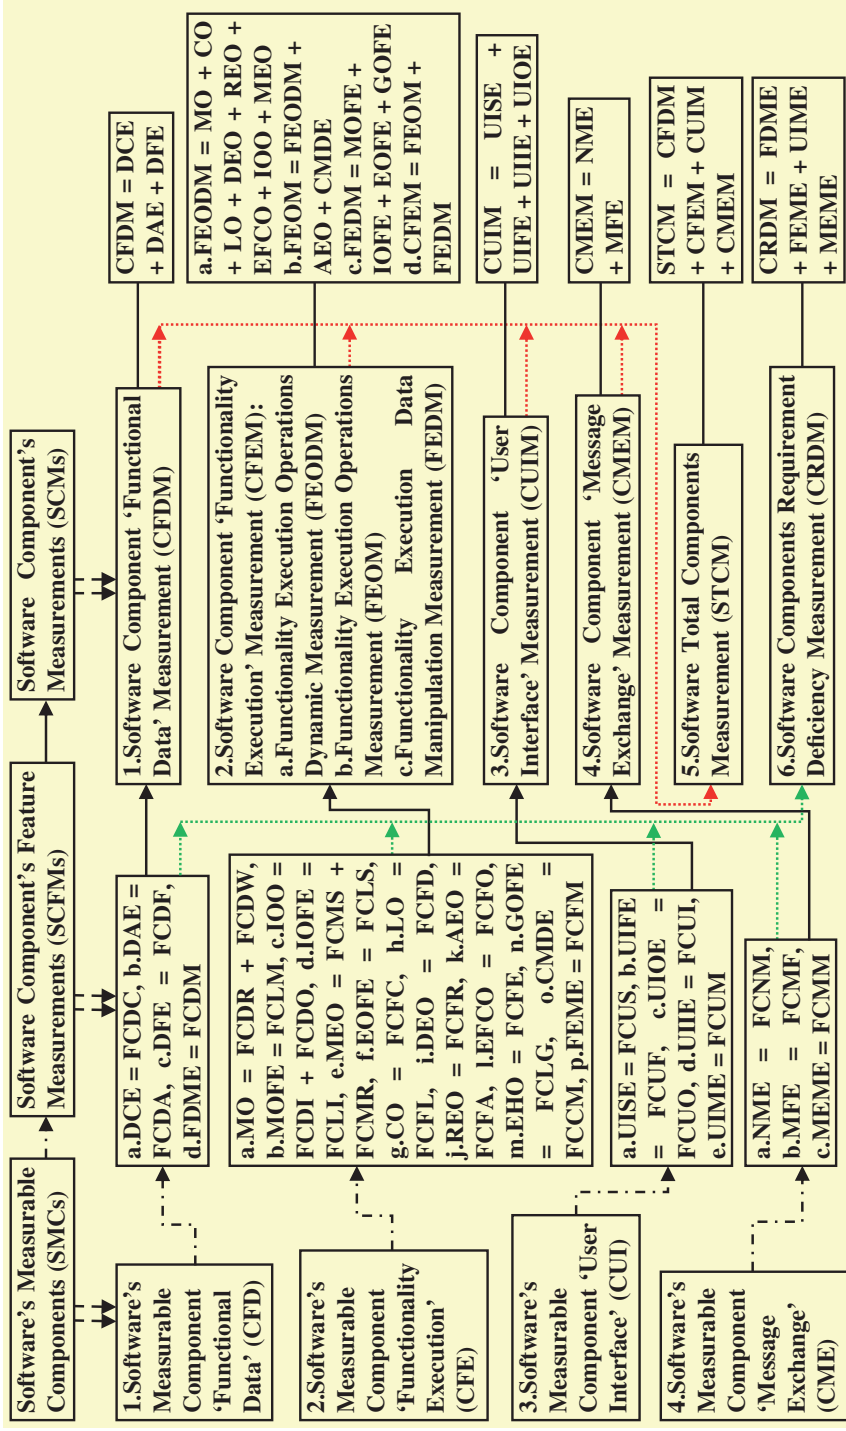 Software's Measurable
Components (SMCs)
Software Component's Feature
Measurements (SCFMs)
Software Component's
Measurements (SCMs)
1.Software's
Measurable
Component
‘Functional
Data’ (CFD)
a.DCE = FCDC, b.DAE =
FCDA, c.DFE = FCDF,
d.FDME = FCDM
1.Software Component ‘Functional
Data’ Measurement (CFDM)
CFDM = DCE
+ DAE + DFE
2.Software's
Measurable
Component
‘Functionality
Execution’
(CFE)
a.MO = FCDR + FCDW,
b.MOFE = FCLM, c.IOO =
FCDI + FCDO, d.IOFE =
FCLI, e.MEO = FCMS +
FCMR, f.EOFE = FCLS,
g.CO = FCFC, h.LO =
FCFL, i.DEO = FCFD,
j.REO = FCFR, k.AEO =
FCFA, l.EFCO = FCFO,
m.EHO = FCFE, n.GOFE
= FCLG, o.CMDE =
FCCM, p.FEME = FCFM
2.Software Component ‘Functionality
Execution’ Measurement (CFEM):
a.Functionality Execution Operations
Dynamic Measurement (FEODM)
b.Functionality Execution Operations
Measurement (FEOM)
c.Functionality Execution Data
Manipulation Measurement (FEDM)
a.FEODM = MO + CO
+ LO + DEO + REO +
EFCO + IOO + MEO
b.FEOM = FEODM +
AEO + CMDE
c.FEDM = MOFE +
IOFE + EOFE + GOFE
d.CFEM = FEOM +
FEDM
3.Software's
Measurable
Component ‘User
Interface’ (CUI)
a.UISE = FCUS, b.UIFE
= FCUF, c.UIOE =
FCUO, d.UIIE = FCUI,
e.UIME = FCUM
3.Software Component ‘User
Interface’ Measurement (CUIM)
CUIM = UISE +
UIFE + UIIE + UIOE
4.Software's
Measurable
Component
‘Message
Exchange’
(CME)
a.NME = FCNM,
b.MFE = FCMF,
c.MEME = FCMM
4.Software Component ‘Message
Exchange’ Measurement (CMEM)
CMEM = NME
+ MFE
5.Software Total Components
Measurement (STCM)
STCM = CFDM
+ CFEM + CUIM
+ CMEM
6.Software Components Requirement
Deficiency Measurement (CRDM)
CRDM = FDME
+ FEME + UIME
+ MEME